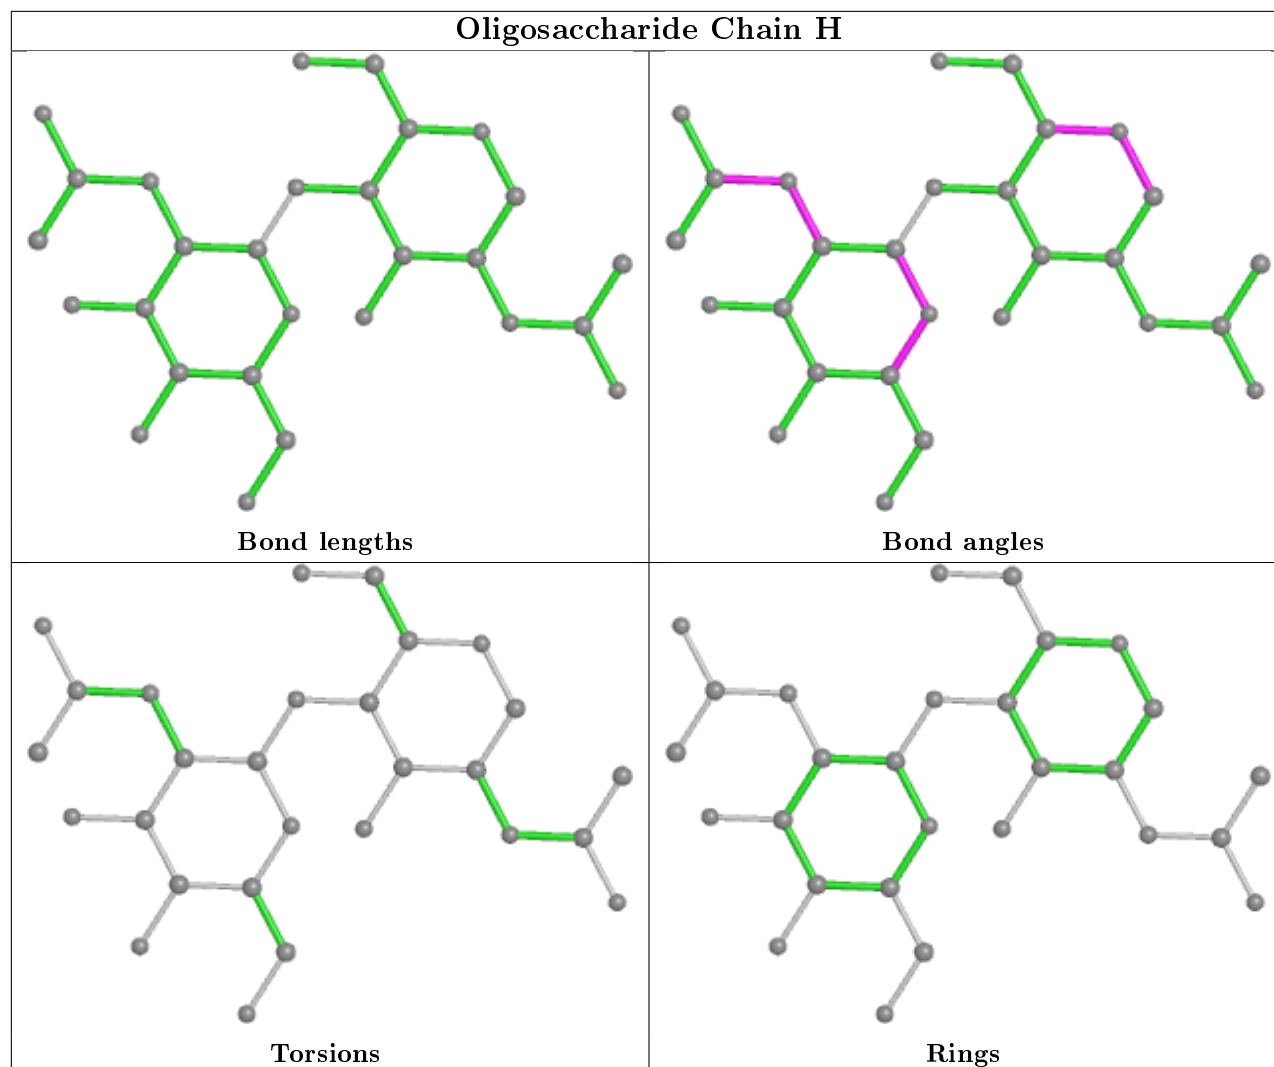 Oligosaccharide Chain H
Bond lengths
Bond angles
Torsions
Rings